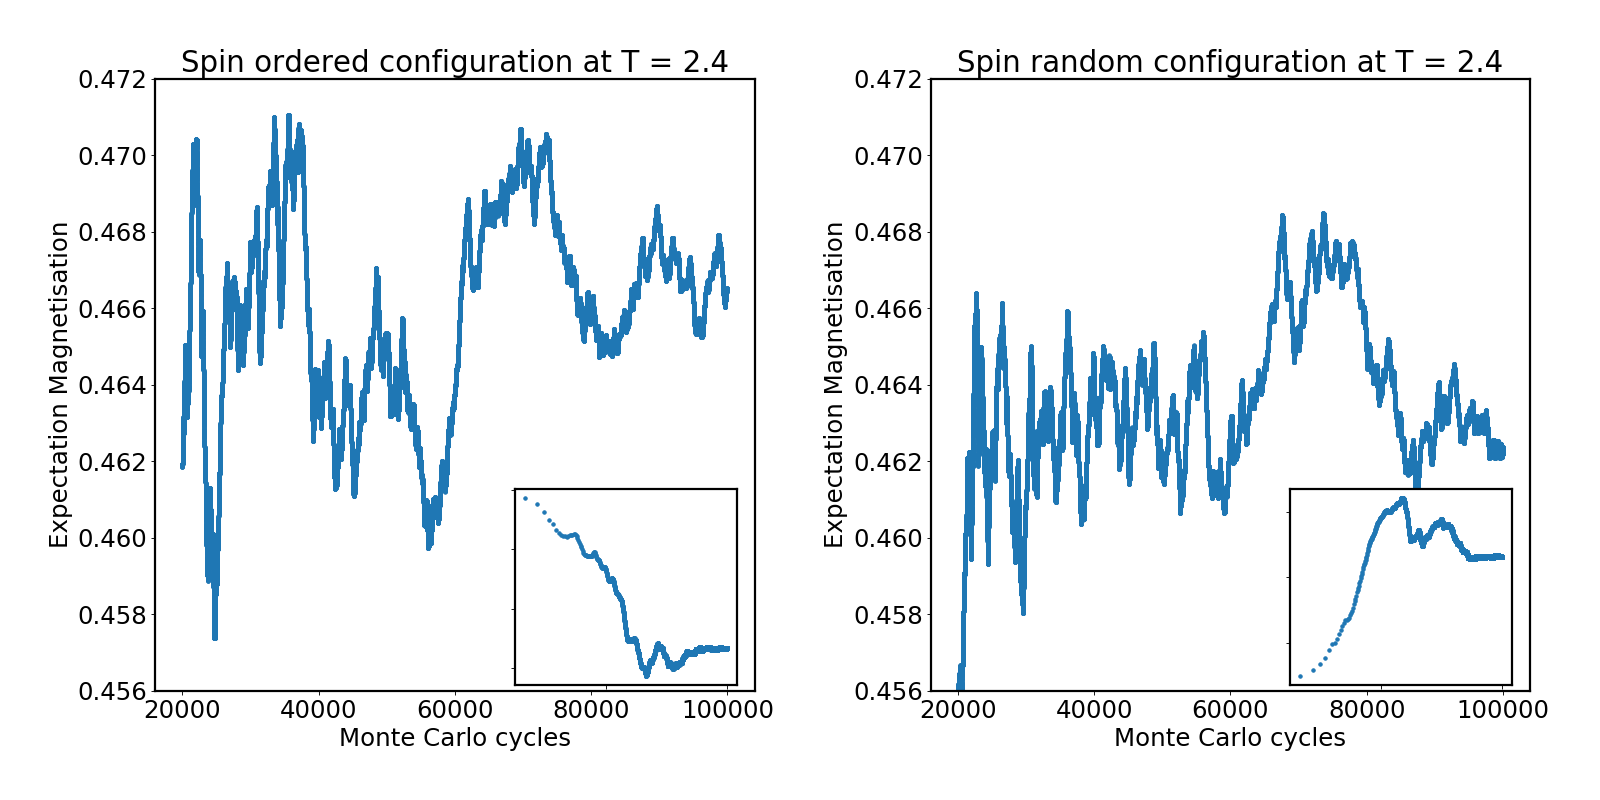 Spin ordered configuration at T = 2.4
0.472
0.470
0.468
0.466
0.464
0.462
0.460
0.458
0.456
Expectation Magnetisation
20000 40000 60000 80000 100000
Monte Carlo cycles
Spin random configuration at T = 2.4
0.472
0.470
0.468
0.466
0.464
0.462
0.460
0.458
0.456
Expectation Magnetisation
20000 40000 60000 80000 100000
Monte Carlo cycles